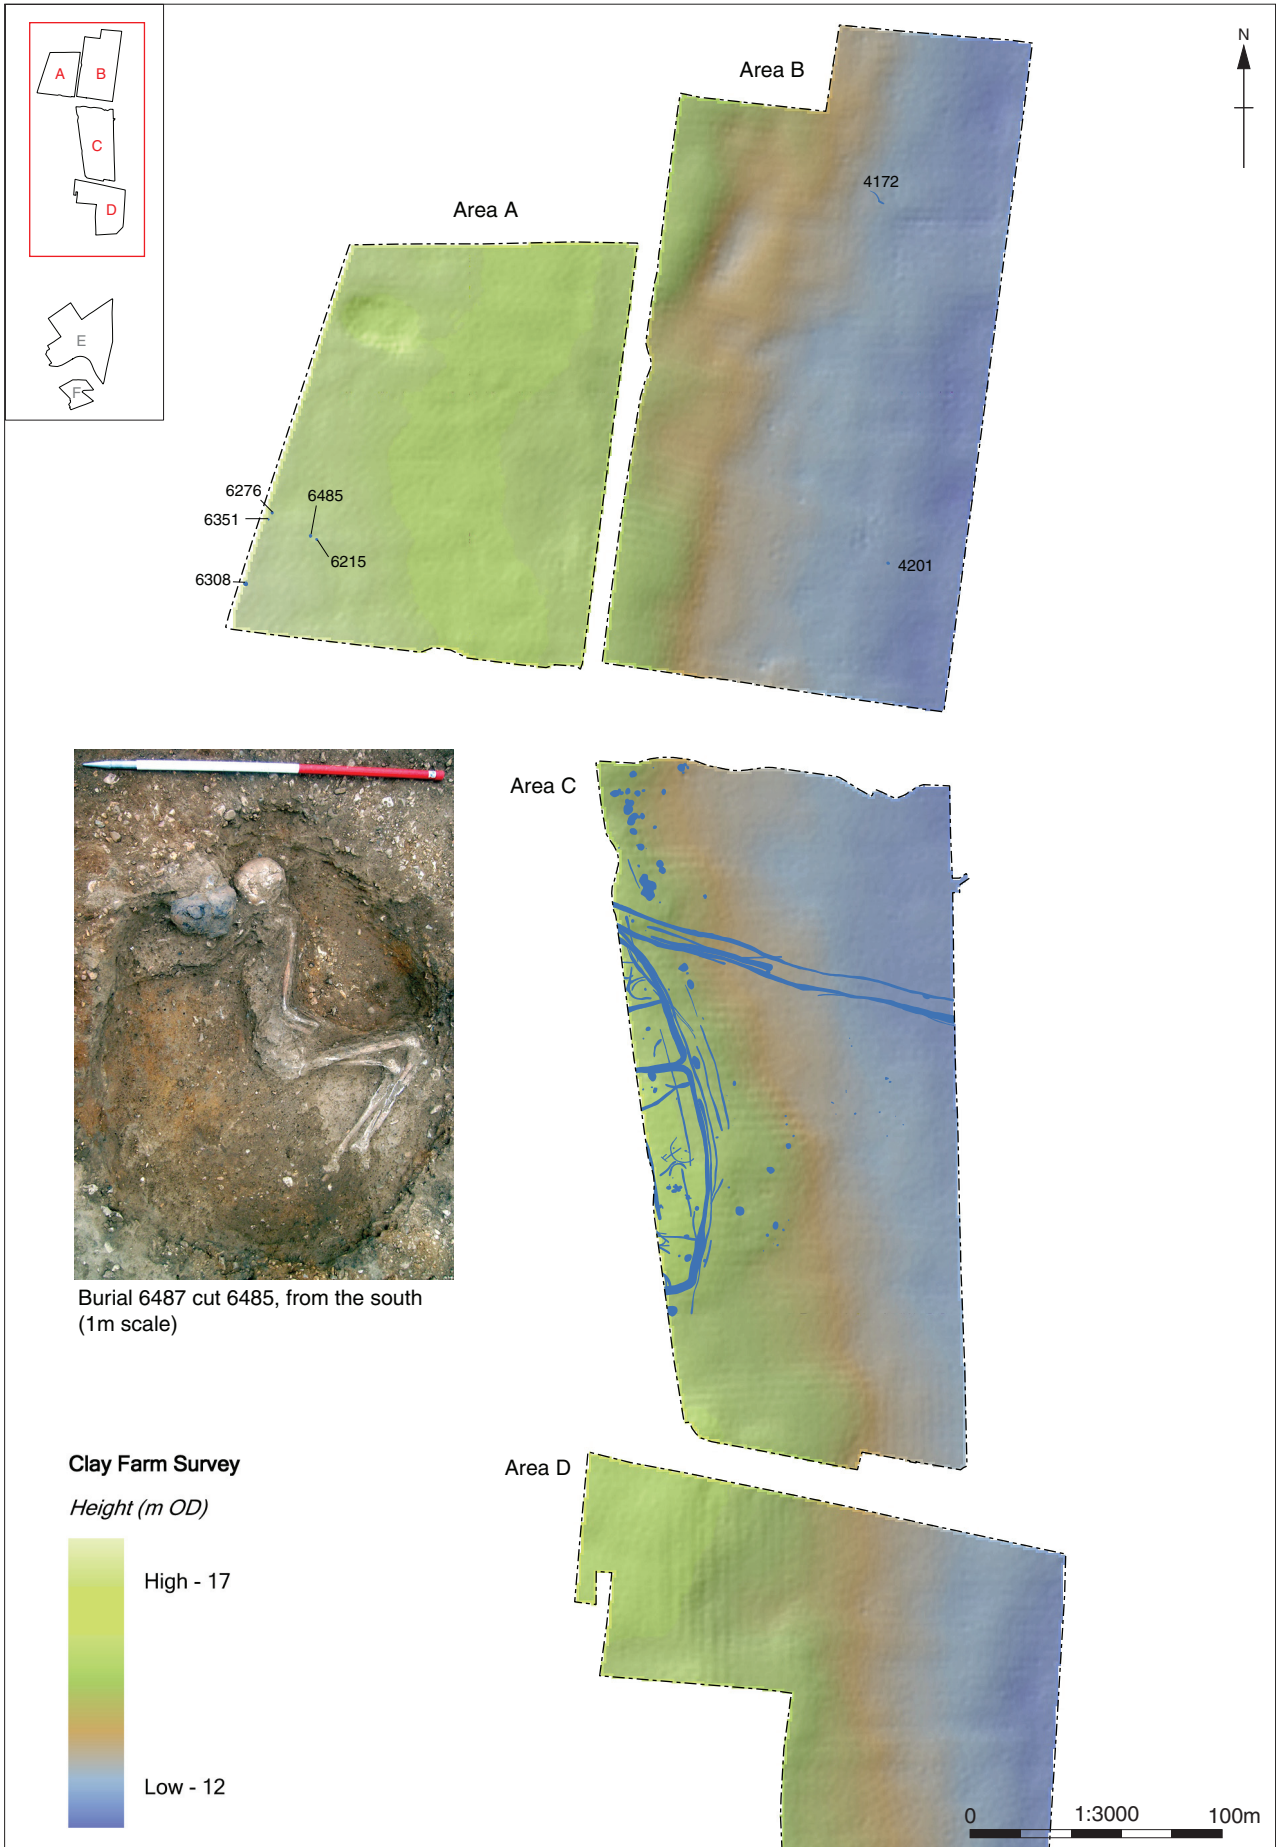 A
B
C
D
E
F
N
Area B
4172
Area A
6276
6485
6351
6215
6308
4201
Area C
Burial 6487 cut 6485, from the south
(1m scale)
Clay Farm Survey
Height (m OD)
High - 17
Low - 12
Area D
0 1:3000 100m